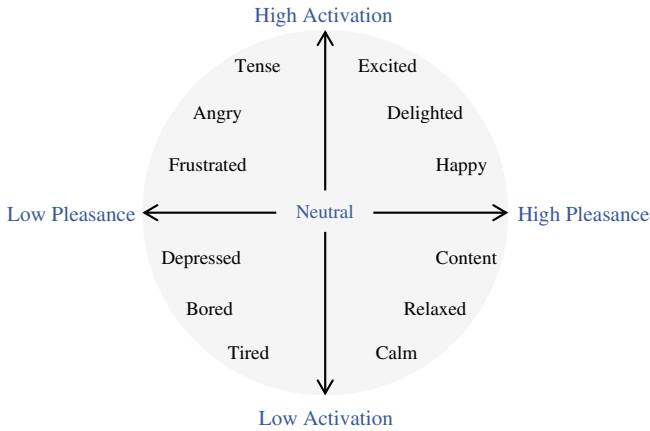 High Activation
Tense
Excited
Angry
Delighted
Frustrated
Happy
Low Pleasance
Neutral
High Pleasance
Depressed
Content
Bored
Relaxed
Tired
Calm
Low Activation